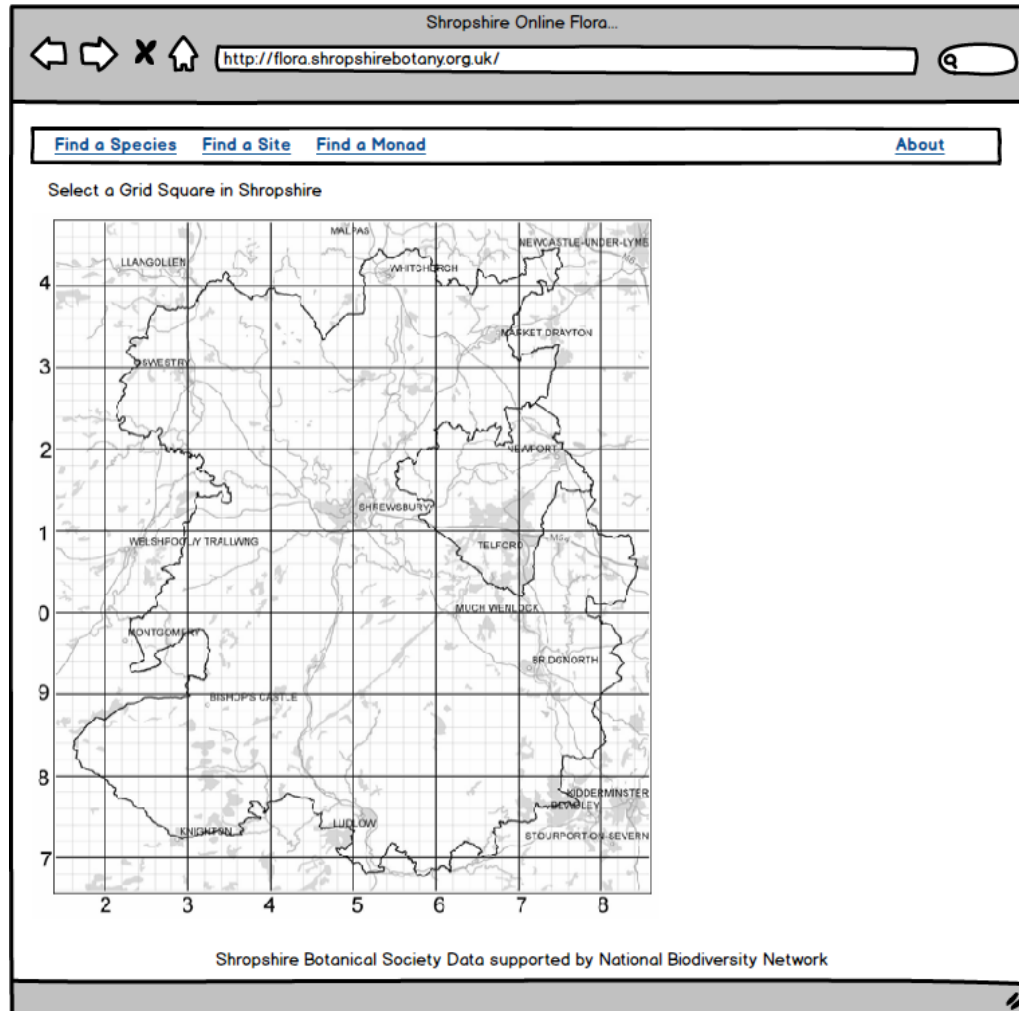 Shropshire Online Flora...
http://flora.shropshirebotany.org.uk/
Find a Species Find a Site Find a Monad About
Select a Grid Square in Shropshire
MALPAS
NEWCASTLE-UNDER-LYME
LLANGOLLEN
WHITCHURCH
4
MARKET DRAYTON
3
OSWESTRY
2
NEWPORT
SHREWSBURY
1
TELFORD
0
MUCH WENLOCK
MONTGOMERY
BRIDGNORTH
9
BISHOP'S CASTLE
8
KIDDERMINSTER
BEWDLEY
LUDLOW
KNIGHTON
STOURPORT-ON-SEVERN
7
2 3 4 5 6 7 8
Shropshire Botanical Society Data supported by National Biodiversity Network